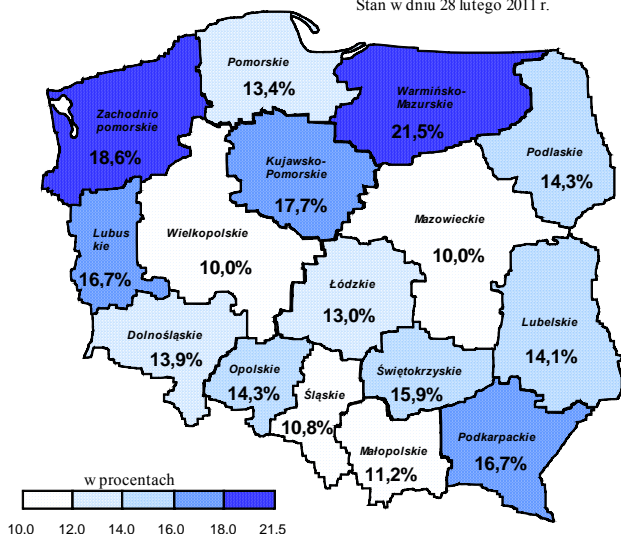 Stan w dniu 28 lutego 2011 r.
Pomorskie
13,4%
Warmińsko-
Mazurskie
21,5%
Zachodnio
pomorskie
18,6%
Kujawsko-
Pomorskie
17,7%
Podlaskie
14,3%
Lubus
kie
16,7%
Wielkopolskie
10,0%
Mazowieckie
10,0%
Łódzkie
13,0%
Lubelskie
14,1%
Dolnośląskie
13,9%
Opolskie
14,3%
Śląskie
10,8%
Świętokrzyskie
15,9%
Małopolskie
11,2%
Podkarpackie
16,7%
w procentach
10.0 12.0 14.0 16.0 18.0 21.5